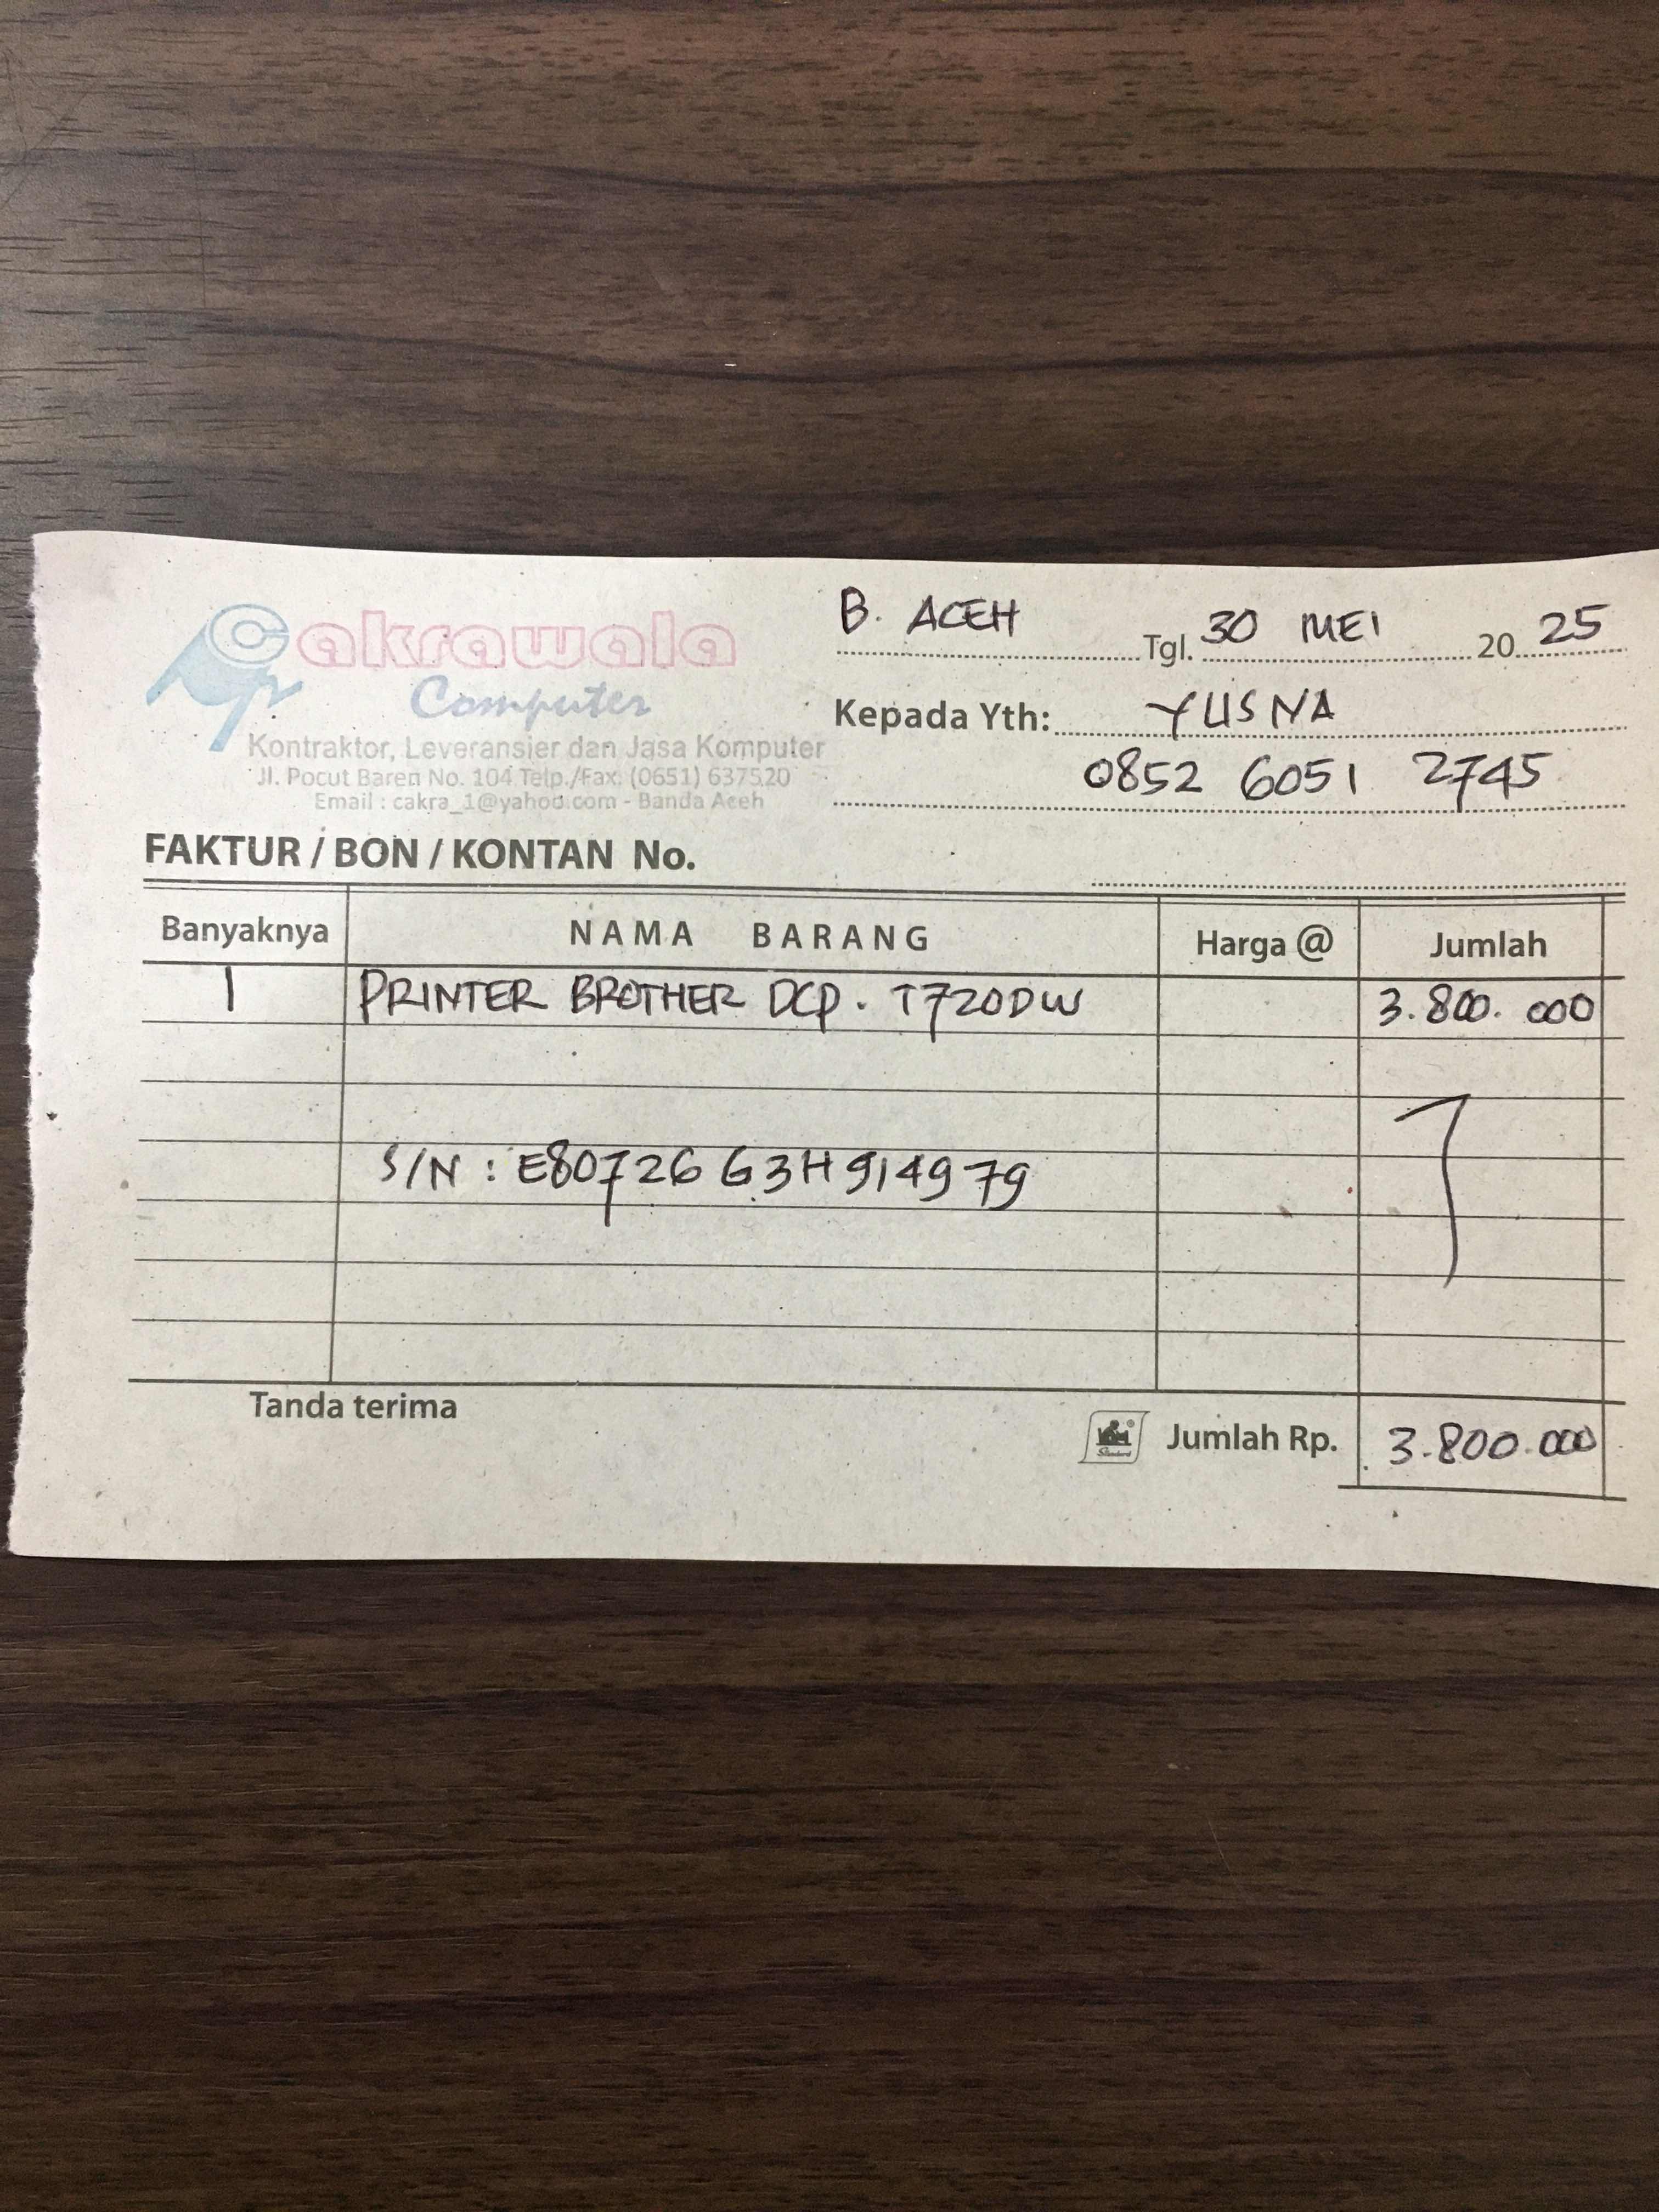 Cakrawala
Computer
Kontraktor, Leveransier dan Jasa Komputer
Jl. Pocut Baren No. 104 Telp./Fax: (0651) 637520
Email : cakra_1@yahoo.com - Banda Aceh
B. ACEH Tgl. 30 MEI 20 25
Kepada Yth: YUSNA
0852 6051 2745
FAKTUR / BON / KONTAN No.
Banyaknya NAMA BARANG Harga @ Jumlah
1 PRINTER BROTHER DCP. T720DW 3.800.000
S/N : E80726G3H914979
Tanda terima
Standard
Jumlah Rp. 3.800.000